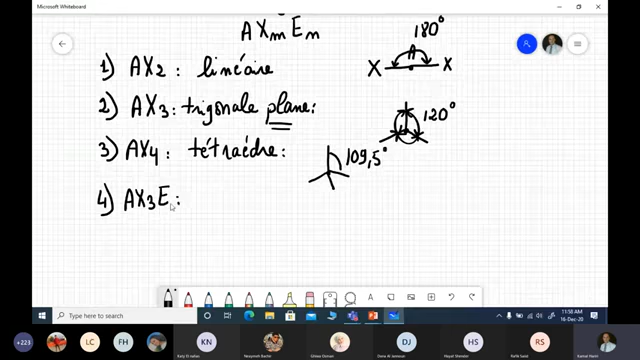 Microsoft Whiteboard
AXmEn
180°
1) AX2 : linéaire
X A X
2) AX3 : trigonale plane :
120°
3) AX4 : tétraèdre :
109,5°
4) AX3E :
Type here to search
11:58 AM
16-Dec-20
+223
LC
FH
KN
DJ
HS
RS